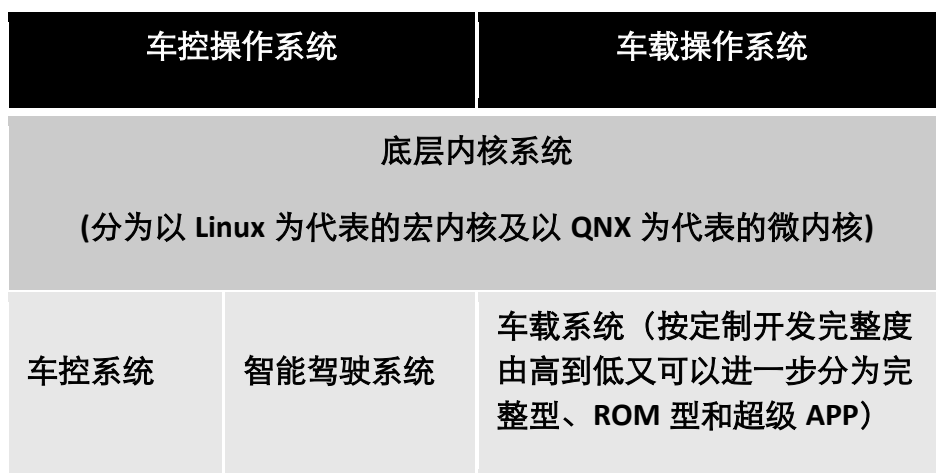 车控操作系统
车载操作系统
底层内核系统
(分为以 Linux 为代表的宏内核及以 QNX 为代表的微内核)
车控系统
智能驾驶系统
车载系统（按定制开发完整度
由高到低又可以进一步分为完
整型、ROM 型和超级 APP）